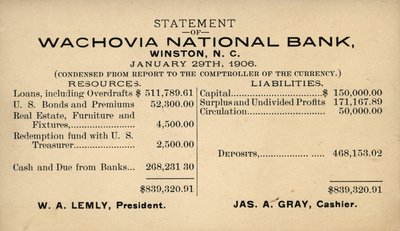 STATEMENT
—OF—
WACHOVIA NATIONAL BANK,
WINSTON, N. C.
JANUARY 29TH, 1906.
(CONDENSED FROM REPORT TO THE COMPTROLLER OF THE CURRENCY.)
RESOURCES.
Loans, including Overdrafts $ 511,789.61
U. S. Bonds and Premiums 52,300.00
Real Estate, Furniture and
Fixtures,................ 4,500.00
Redemption fund with U. S.
Treasurer................ 2,500.00
Cash and Due from Banks... 268,231 30
$839,320.91
LIABILITIES.
Capital........................$ 150,000.00
Surplus and Undivided Profits 171,167.89
Circulation.................... 50,000.00
DEPOSITS,.................... 468,153.02
$839,320.91
W. A. LEMLY, President.
JAS. A. GRAY, Cashier.